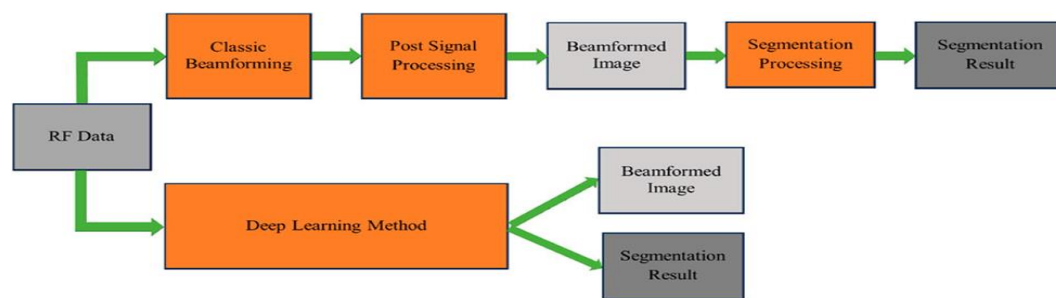 Classic
Beamforming
Post Signal
Processing
Beamformed
Image
Segmentation
Processing
Segmentation
Result
RF Data
Deep Learning Method
Beamformed
Image
Segmentation
Result